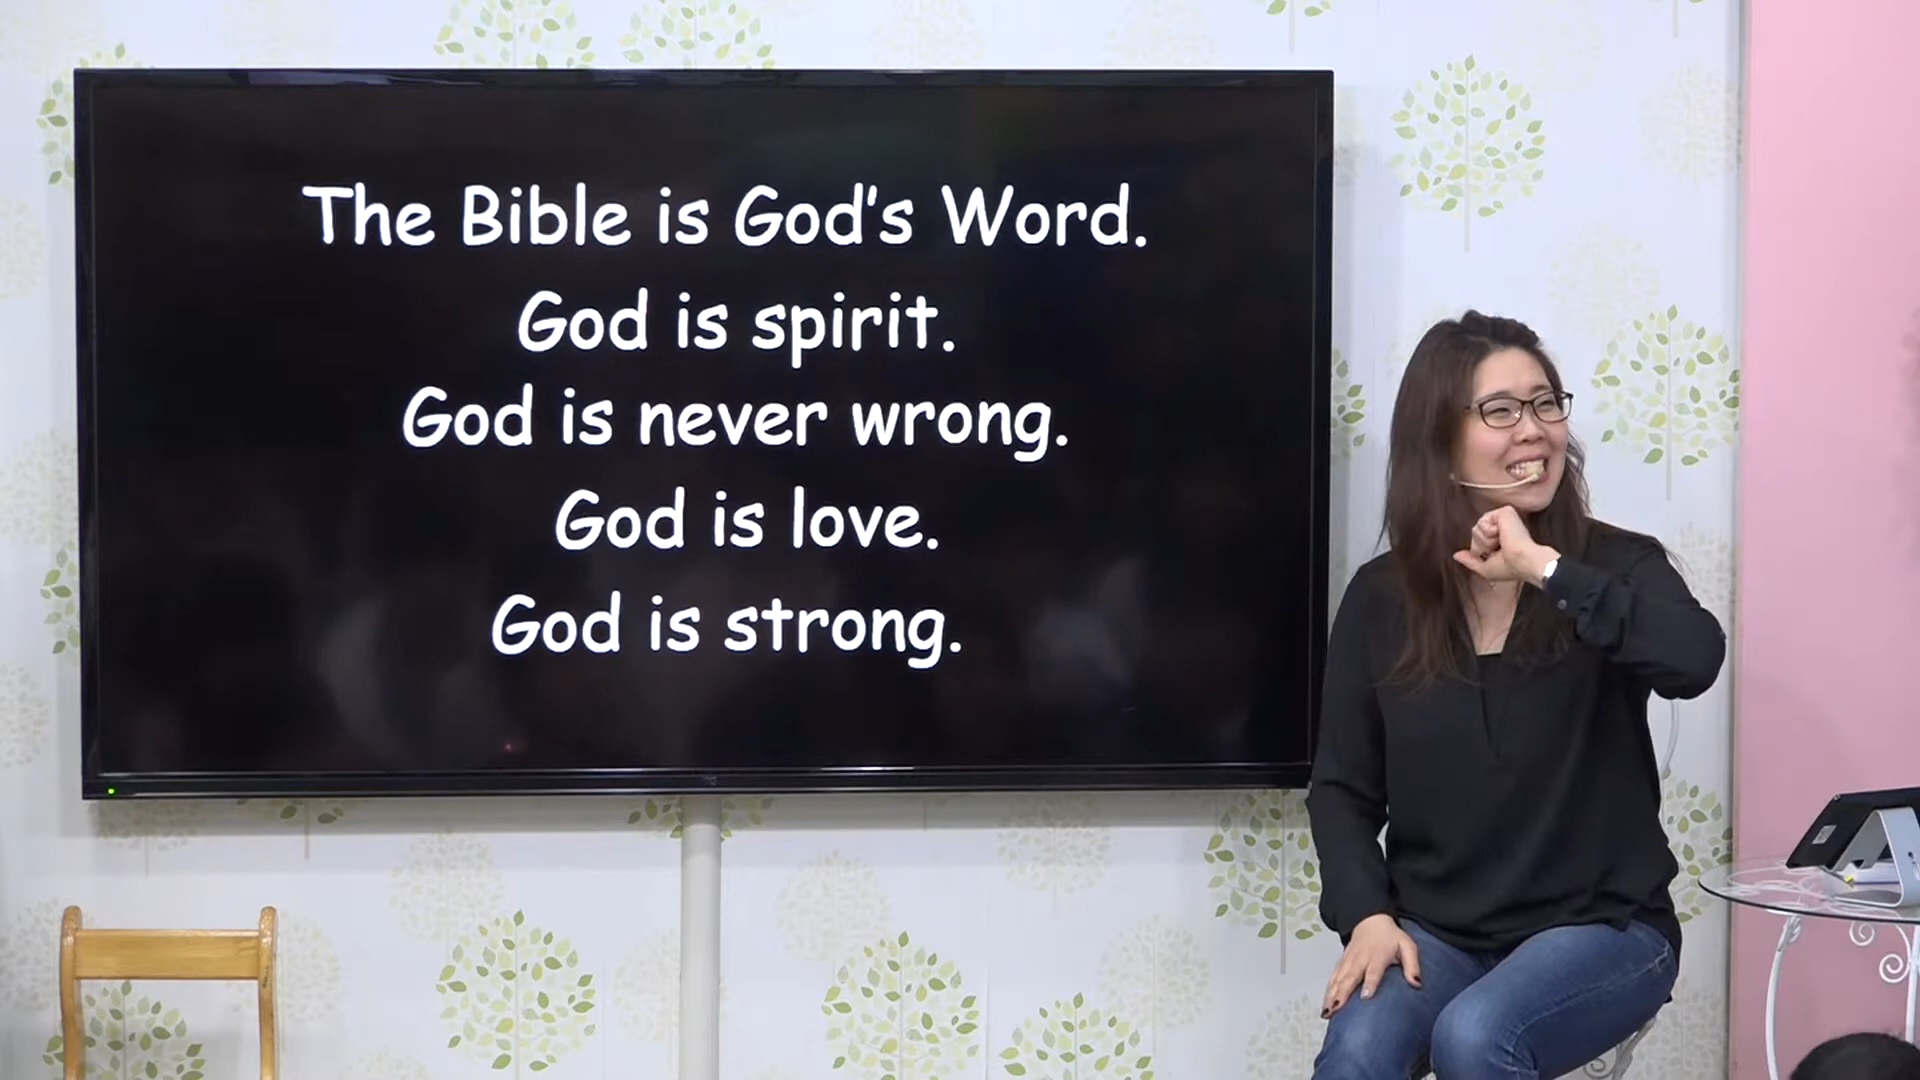 The Bible is God's Word.
God is spirit.
God is never wrong.
God is love.
God is strong.